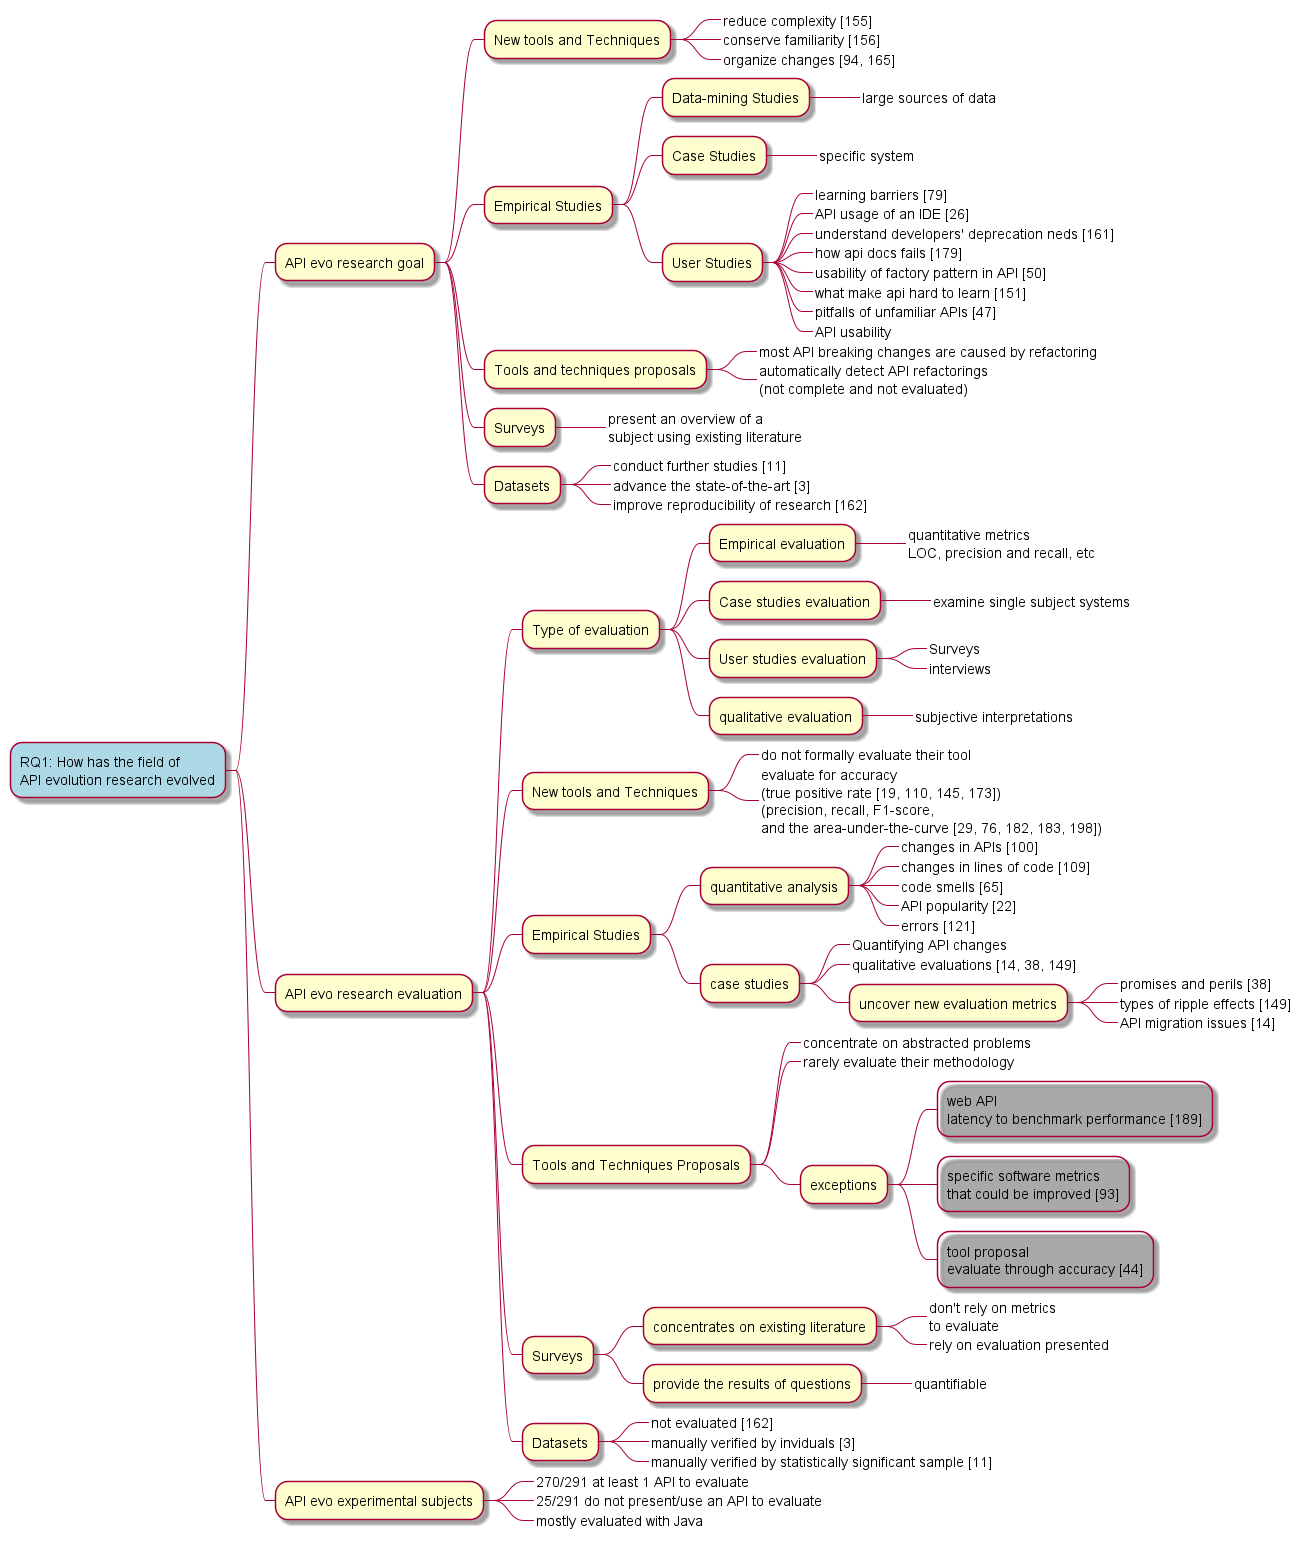 RQ1: How has the field of
API evolution research evolved
API evo research goal
New tools and Techniques
reduce complexity [155]
conserve familiarity [156]
organize changes [94, 165]
Empirical Studies
Data-mining Studies
large sources of data
Case Studies
specific system
User Studies
learning barriers [79]
API usage of an IDE [26]
understand developers' deprecation neds [161]
how api docs fails [179]
usability of factory pattern in API [50]
what make api hard to learn [151]
pitfalls of unfamiliar APIs [47]
API usability
Tools and techniques proposals
most API breaking changes are caused by refactoring
automatically detect API refactorings
(not complete and not evaluated)
Surveys
present an overview of a
subject using existing literature
Datasets
conduct further studies [11]
advance the state-of-the-art [3]
improve reproducibility of research [162]
API evo research evaluation
Type of evaluation
Empirical evaluation
quantitative metrics
LOC, precision and recall, etc
Case studies evaluation
examine single subject systems
User studies evaluation
Surveys
interviews
qualitative evaluation
subjective interpretations
New tools and Techniques
do not formally evaluate their tool
evaluate for accuracy
(true positive rate [19, 110, 145, 173])
(precision, recall, F1-score,
and the area-under-the-curve [29, 76, 182, 183, 198])
Empirical Studies
quantitative analysis
changes in APIs [100]
changes in lines of code [109]
code smells [65]
API popularity [22]
errors [121]
case studies
Quantifying API changes
qualitative evaluations [14, 38, 149]
uncover new evaluation metrics
promises and perils [38]
types of ripple effects [149]
API migration issues [14]
Tools and Techniques Proposals
concentrate on abstracted problems
rarely evaluate their methodology
exceptions
web API
latency to benchmark performance [189]
specific software metrics
that could be improved [93]
tool proposal
evaluate through accuracy [44]
Surveys
concentrates on existing literature
don't rely on metrics
to evaluate
rely on evaluation presented
provide the results of questions
quantifiable
Datasets
not evaluated [162]
manually verified by inviduals [3]
manually verified by statistically significant sample [11]
API evo experimental subjects
270/291 at least 1 API to evaluate
25/291 do not present/use an API to evaluate
mostly evaluated with Java